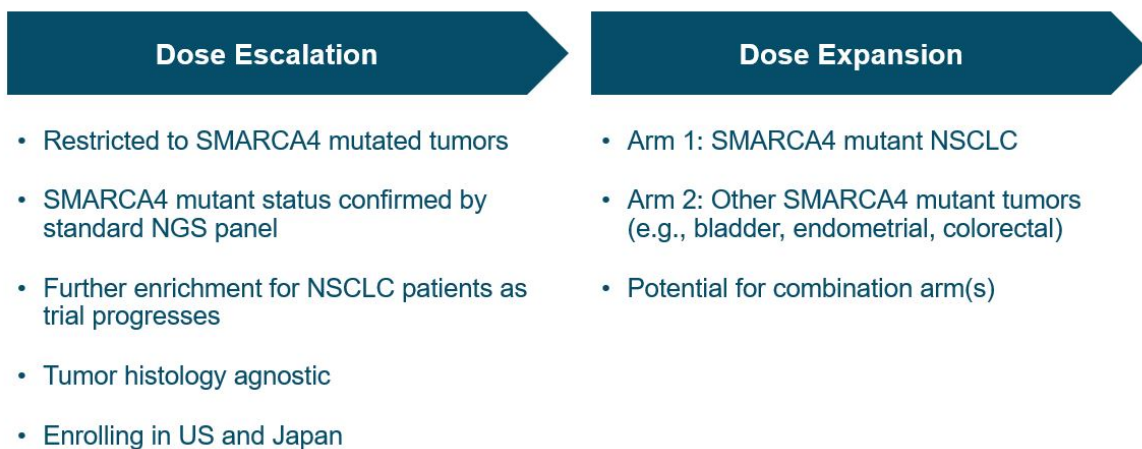 Dose Escalation
• Restricted to SMARCA4 mutated tumors
• SMARCA4 mutant status confirmed by
standard NGS panel
• Further enrichment for NSCLC patients as
trial progresses
• Tumor histology agnostic
• Enrolling in US and Japan
Dose Expansion
• Arm 1: SMARCA4 mutant NSCLC
• Arm 2: Other SMARCA4 mutant tumors
(e.g., bladder, endometrial, colorectal)
• Potential for combination arm(s)